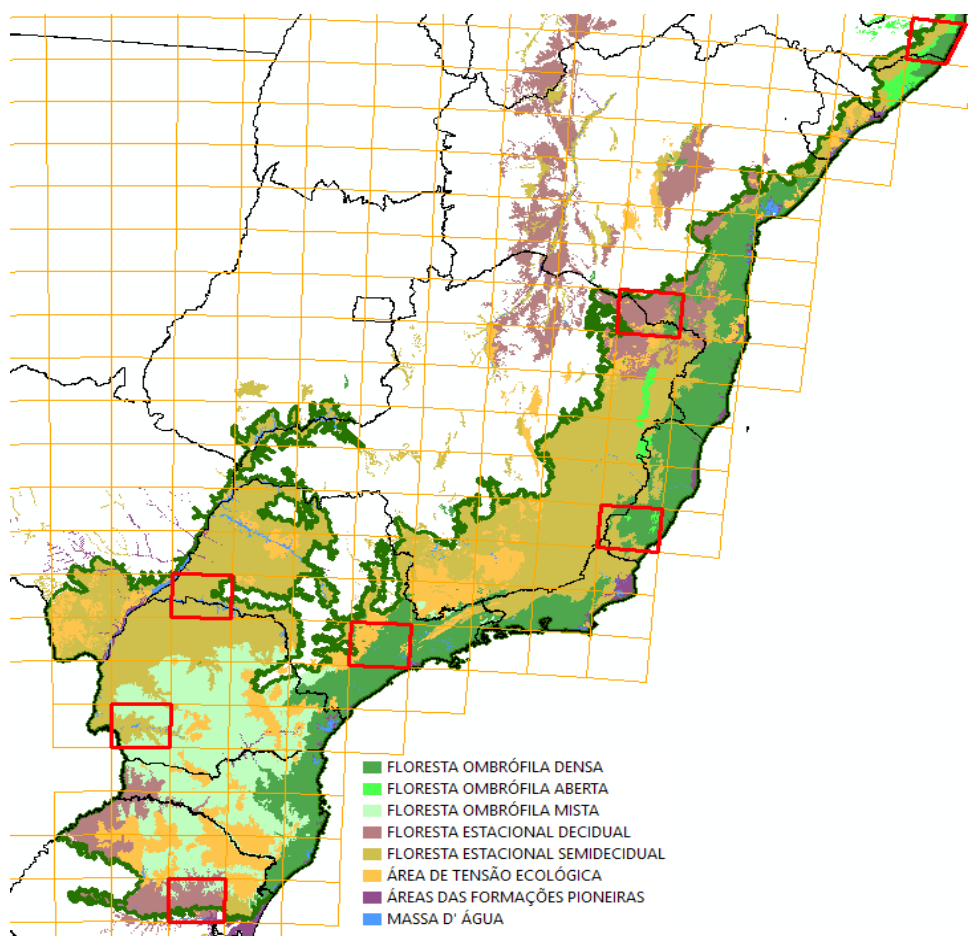 FLORESTA OMBRÓFILA DENSA
FLORESTA OMBRÓFILA ABERTA
FLORESTA OMBRÓFILA MISTA
FLORESTA ESTACIONAL DECIDUAL
FLORESTA ESTACIONAL SEMIDECIDUAL
ÁREA DE TENSÃO ECOLÓGICA
ÁREAS DAS FORMAÇÕES PIONEIRAS
MASSA D' ÁGUA